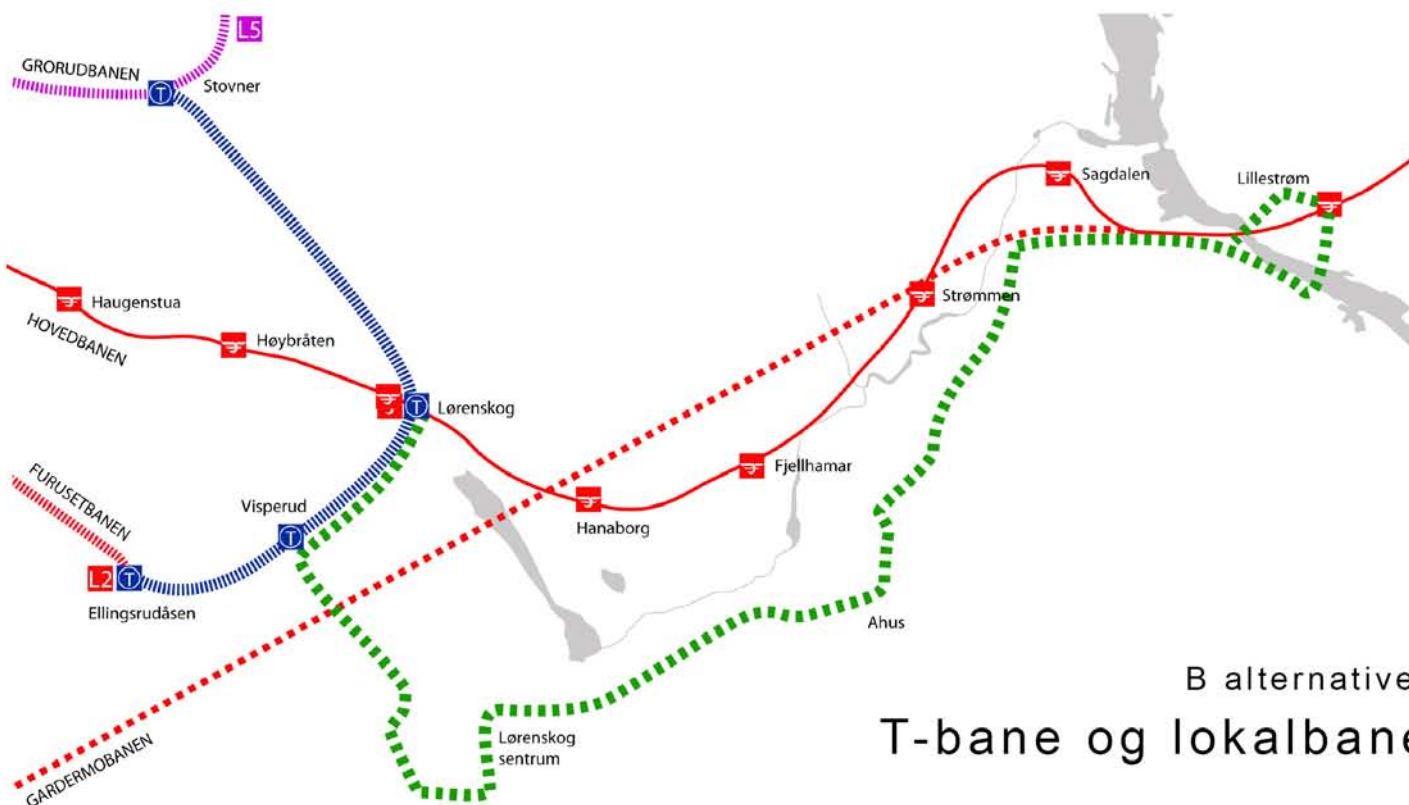 L5
GRORUDBANEN
Stovner
Sagdalen
Lillestrøm
Haugenstua
HOVEDBANEN
Høybråten
Strømmen
T
Lørenskog
FURUSETBANEN
Visperud
T
Fjellhamar
Hanaborg
L2
T
Ellingsrudåsen
T
Ahus
B alternative
Lørenskog
sentrum
T-bane og lokalbane
GARDERMOBANEN